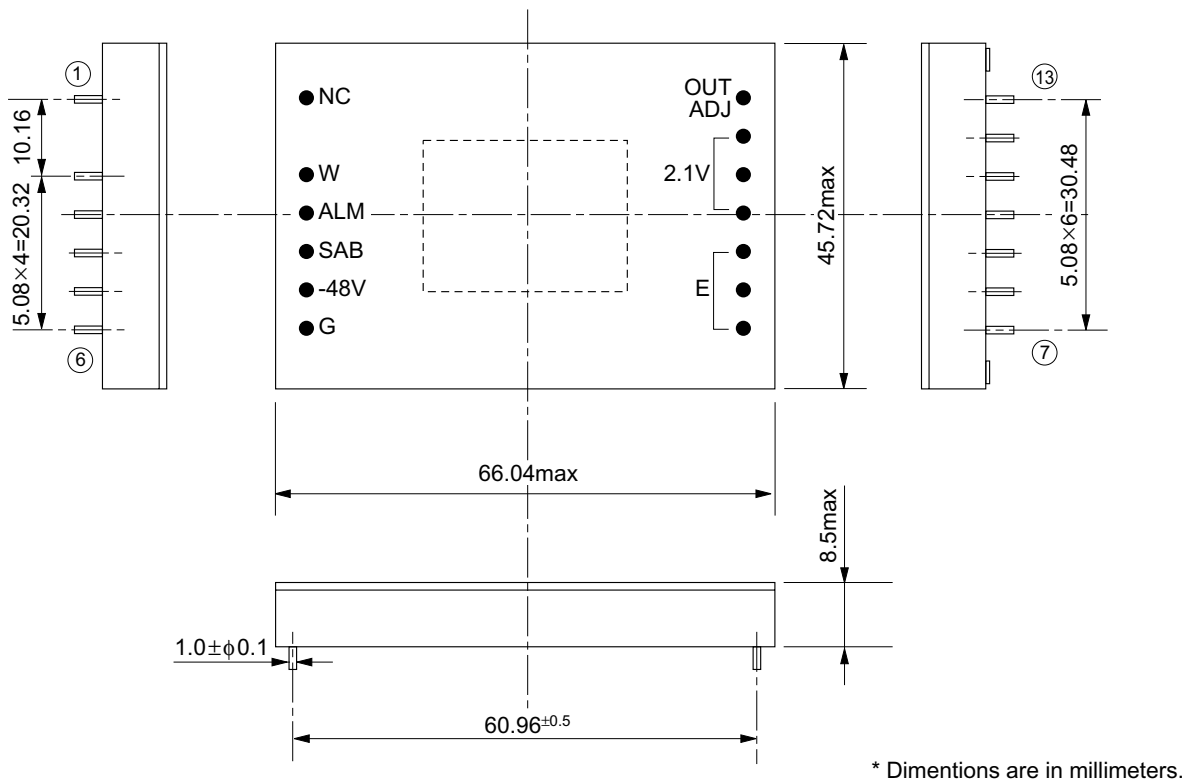 1
10.16
5.08×4=20.32
6
NC
W
ALM
SAB
-48V
G
OUT
ADJ
2.1V
E
45.72max
13
5.08×6=30.48
7
66.04max
8.5max
1.0±ϕ0.1
60.96±0.5
* Dimentions are in millimeters.